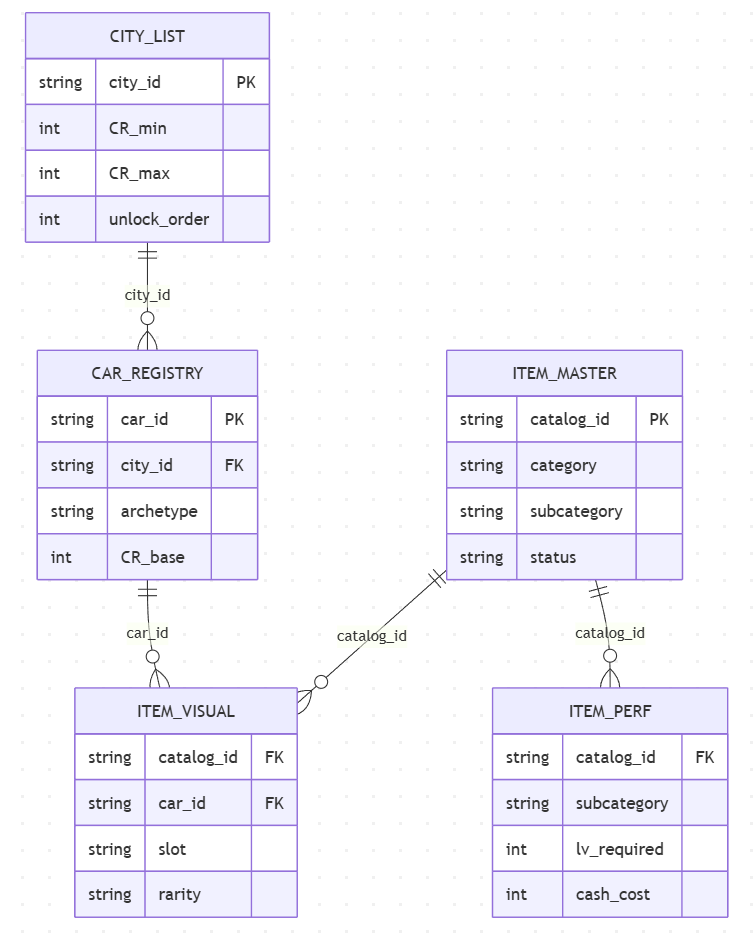 CITY_LIST
string city_id PK
int CR_min
int CR_max
int unlock_order
city_id
CAR_REGISTRY
string car_id PK
string city_id FK
string archetype
int CR_base
ITEM_MASTER
string catalog_id PK
string category
string subcategory
string status
car_id
catalog_id
catalog_id
ITEM_VISUAL
string catalog_id FK
string car_id FK
string slot
string rarity
ITEM_PERF
string catalog_id FK
string subcategory
int lv_required
int cash_cost